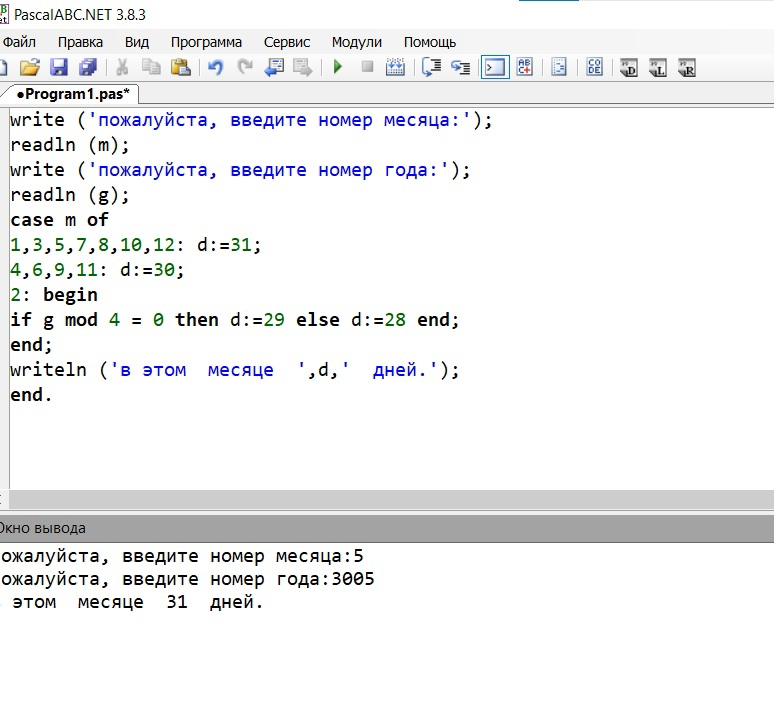 PascalABC.NET 3.8.3
Файл Правка Вид Программа Сервис Модули Помощь
•Program1.pas*
write ('пожалуйста, введите номер месяца:');
readln (m);
write ('пожалуйста, введите номер года:');
readln (g);
case m of
1,3,5,7,8,10,12: d:=31;
4,6,9,11: d:=30;
2: begin
if g mod 4 = 0 then d:=29 else d:=28 end;
end;
writeln ('в этом  месяце  ',d,'  дней.');
end.
Окно вывода
ожалуйста, введите номер месяца:5
ожалуйста, введите номер года:3005
этом  месяце  31  дней.